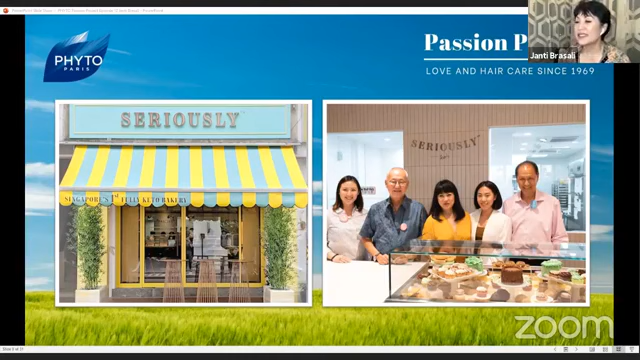 PHYTO
PARIS
Passion P
LOVE AND HAIR CARE SINCE 1969
Janti Brasali
SERIOUSLY
SINGAPORE'S 1st FULLY KETO BAKERY
SERIOUSLY
zoom